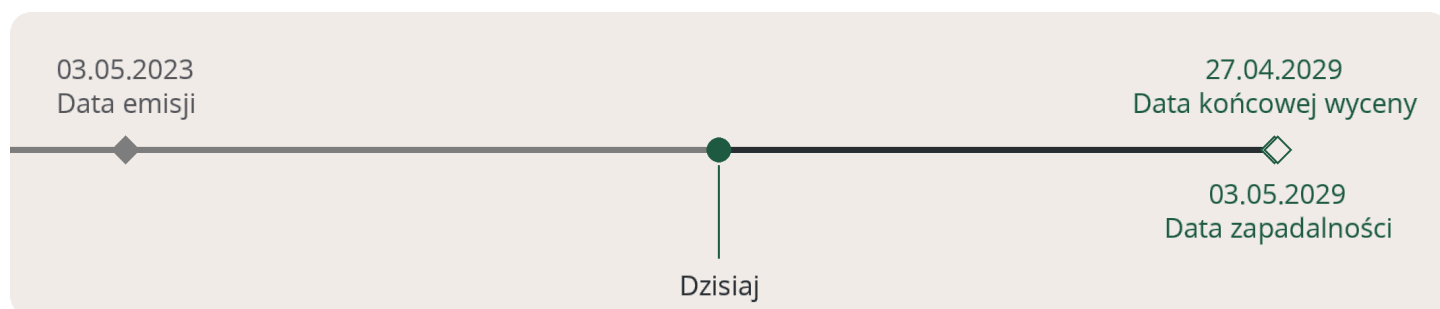 03.05.2023
Data emisji
27.04.2029
Data końcowej wyceny
03.05.2029
Data zapadalności
Dzisiaj